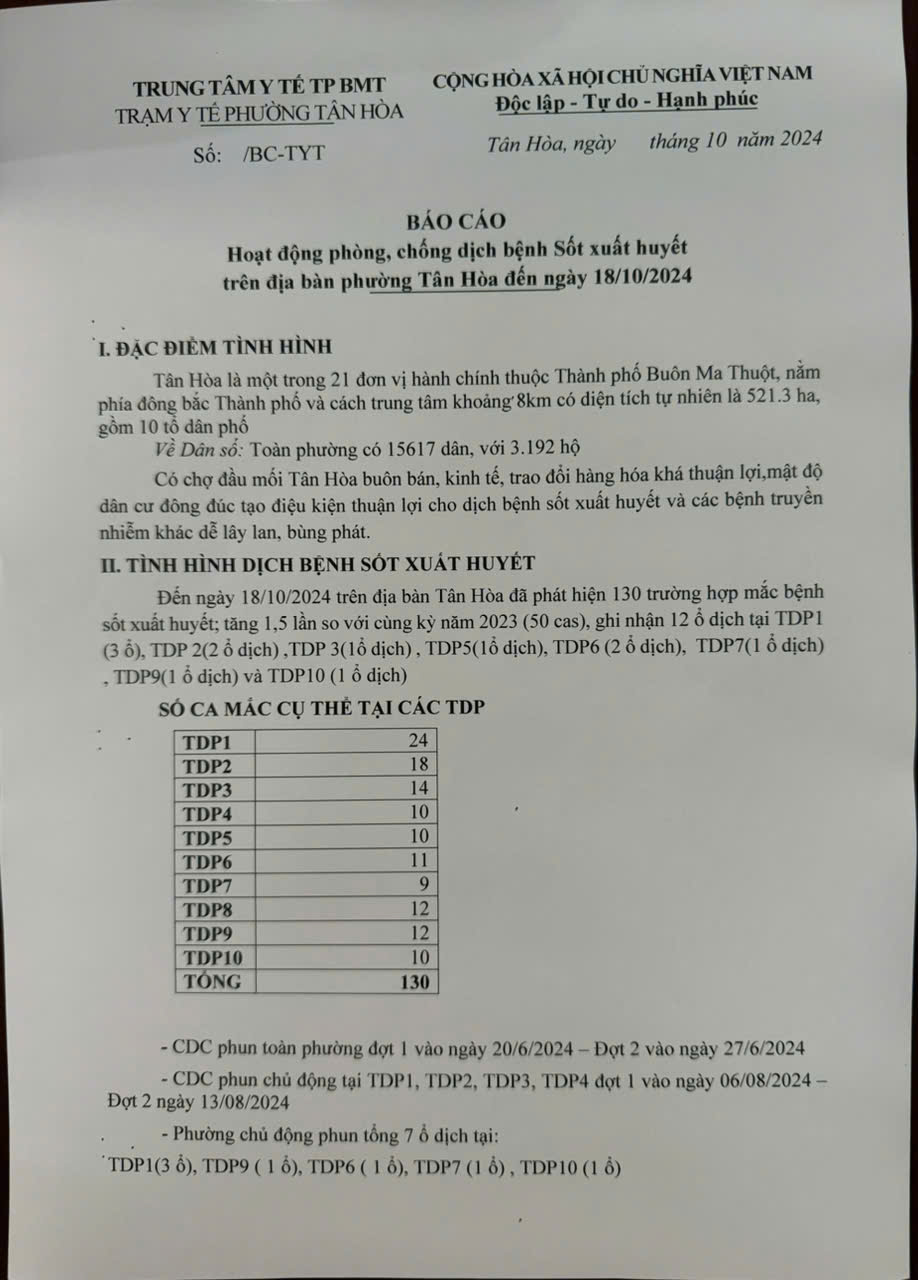 TRUNG TÂM Y TẾ TP BMT
TRẠM Y TẾ PHƯỜNG TÂN HÒA
Số: /BC-TYT
CỘNG HÒA XÃ HỘI CHỦ NGHĨA VIỆT NAM
Độc lập - Tự do - Hạnh phúc
Tân Hòa, ngày tháng 10 năm 2024
BÁO CÁO
Hoạt động phòng, chống dịch bệnh Sốt xuất huyết
trên địa bàn phường Tân Hòa đến ngày 18/10/2024
I. ĐẶC ĐIỂM TÌNH HÌNH
Tân Hòa là một trong 21 đơn vị hành chính thuộc Thành phố Buôn Ma Thuột, nằm
phía đông bắc Thành phố và cách trung tâm khoảng 8km có diện tích tự nhiên là 521.3 ha,
gồm 10 tổ dân phố
Về Dân số: Toàn phường có 15617 dân, với 3.192 hộ
Có chợ đầu mối Tân Hòa buôn bán, kinh tế, trao đổi hàng hóa khá thuận lợi,mật độ
dân cư đông đúc tạo điệu kiện thuận lợi cho dịch bệnh sốt xuất huyết và các bệnh truyền
nhiễm khác dễ lây lan, bùng phát.
II. TÌNH HÌNH DỊCH BỆNH SỐT XUẤT HUYẾT
Đến ngày 18/10/2024 trên địa bàn Tân Hòa đã phát hiện 130 trường hợp mắc bệnh
sốt xuất huyết; tăng 1,5 lần so với cùng kỳ năm 2023 (50 cas), ghi nhận 12 ổ dịch tại TDP1
(3 ổ), TDP 2(2 ổ dịch) ,TDP 3(1ổ dịch) , TDP5(1ổ dịch), TDP6 (2 ổ dịch), TDP7(1 ổ dịch)
, TDP9(1 ổ dịch) và TDP10 (1 ổ dịch)
SỐ CA MẮC CỤ THỂ TẠI CÁC TDP
TDP1 24
TDP2 18
TDP3 14
TDP4 10
TDP5 10
TDP6 11
TDP7 9
TDP8 12
TDP9 12
TDP10 10
TỔNG 130
- CDC phun toàn phường đợt 1 vào ngày 20/6/2024 – Đợt 2 vào ngày 27/6/2024
- CDC phun chủ động tại TDP1, TDP2, TDP3, TDP4 đợt 1 vào ngày 06/08/2024 –
Đợt 2 ngày 13/08/2024
- Phường chủ động phun tổng 7 ổ dịch tại:
TDP1(3 ổ), TDP9 ( 1 ổ), TDP6 ( 1 ổ), TDP7 (1 ổ) , TDP10 (1 ổ)